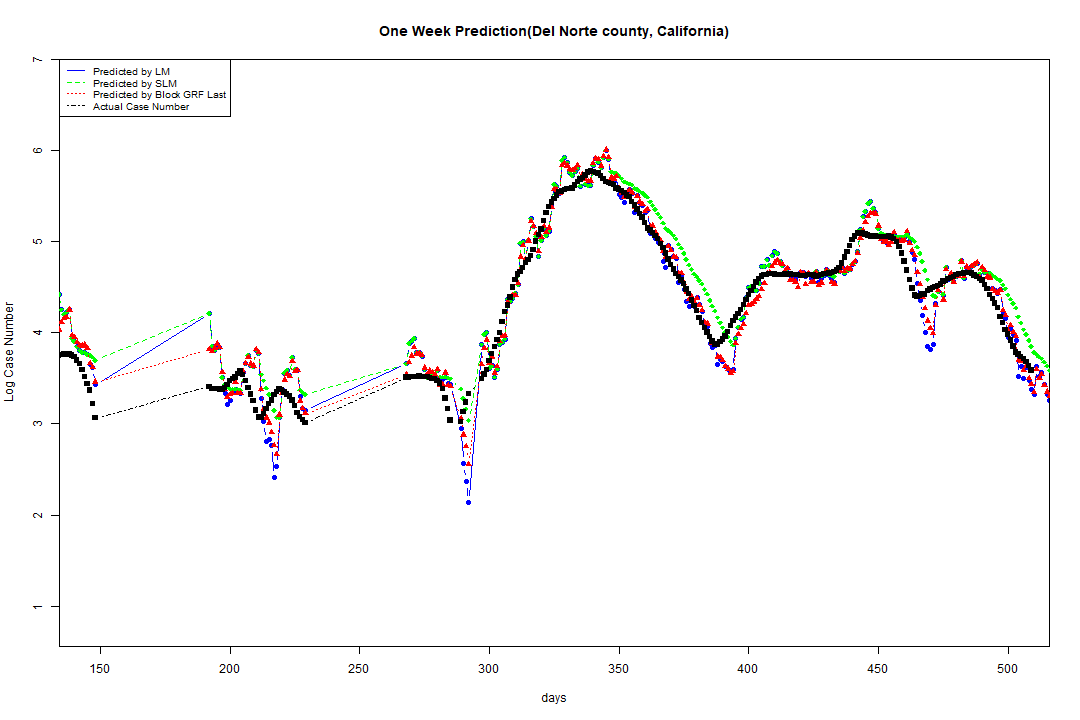 One Week Prediction(Del Norte county, California)
Predicted by LM
Predicted by SLM
Predicted by Block GRF Last
Actual Case Number
7
6
5
4
3
2
1
Log Case Number
150 200 250 300 350 400 450 500
days